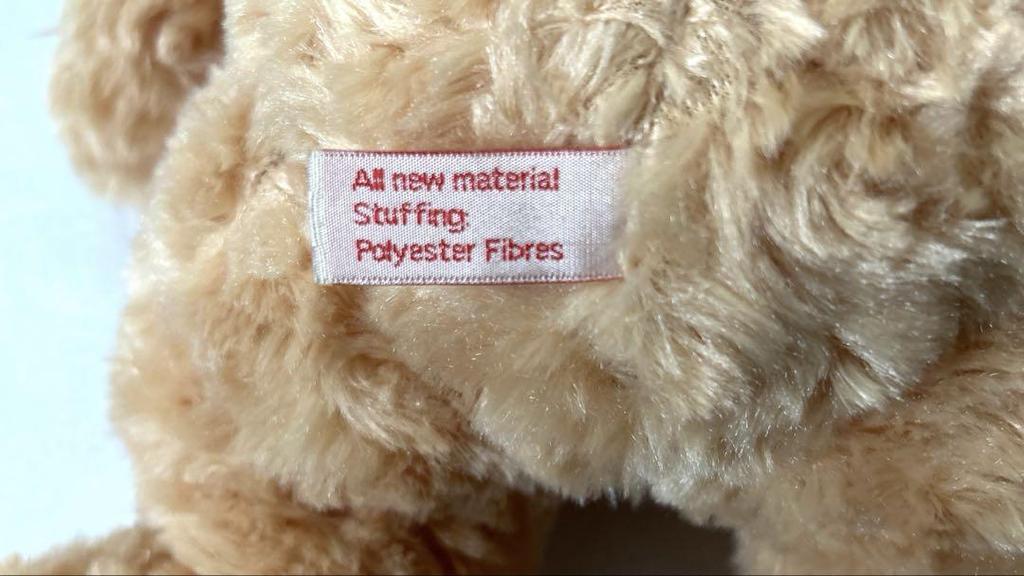 All new material
Stuffing:
Polyester Fibres